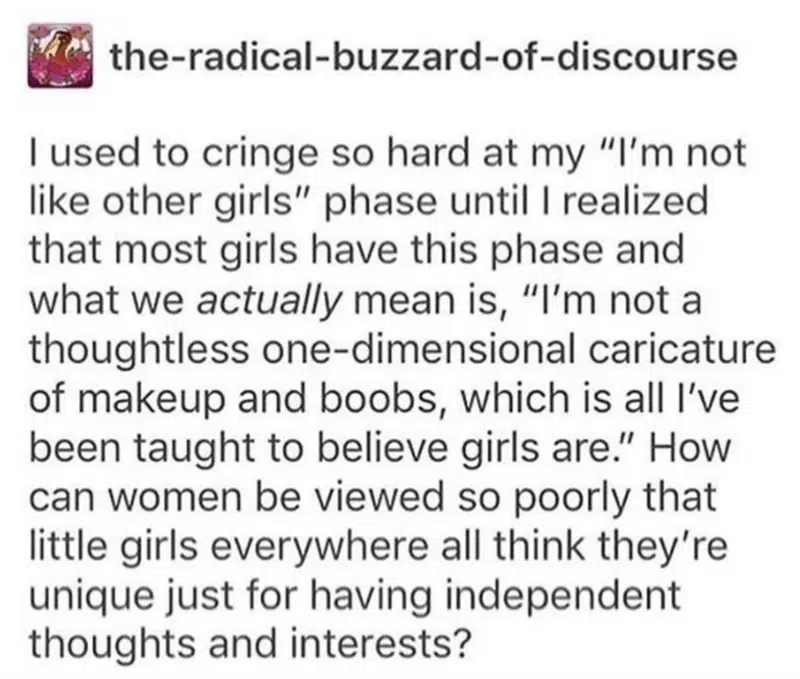 the-radical-buzzard-of-discourse
I used to cringe so hard at my "I'm not
like other girls" phase until I realized
that most girls have this phase and
what we actually mean is, "I'm not a
thoughtless one-dimensional caricature
of makeup and boobs, which is all I've
been taught to believe girls are." How
can women be viewed so poorly that
little girls everywhere all think they're
unique just for having independent
thoughts and interests?